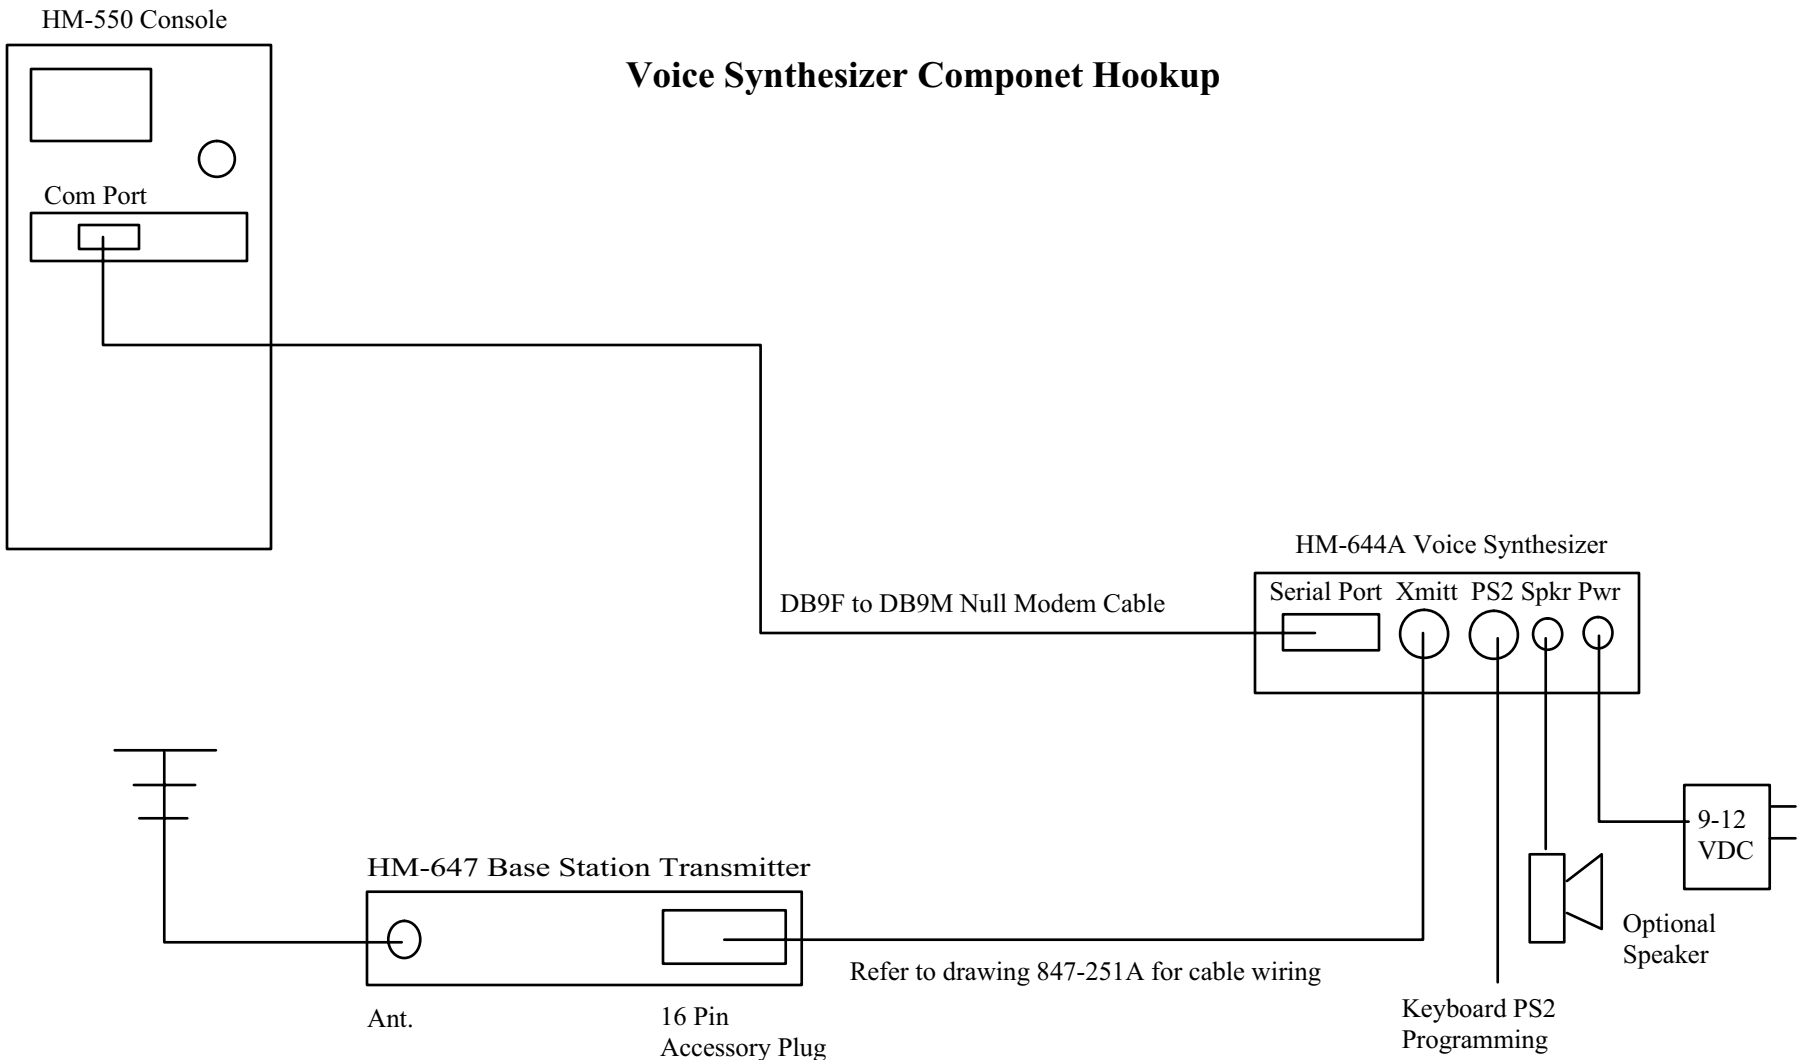 HM-550 Console
Voice Synthesizer Componet Hookup
Com Port
HM-644A Voice Synthesizer
Serial Port Xmitt PS2 Spkr Pwr
DB9F to DB9M Null Modem Cable
9-12
VDC
HM-647 Base Station Transmitter
Optional
Speaker
Refer to drawing 847-251A for cable wiring
Ant.
16 Pin
Accessory Plug
Keyboard PS2
Programming